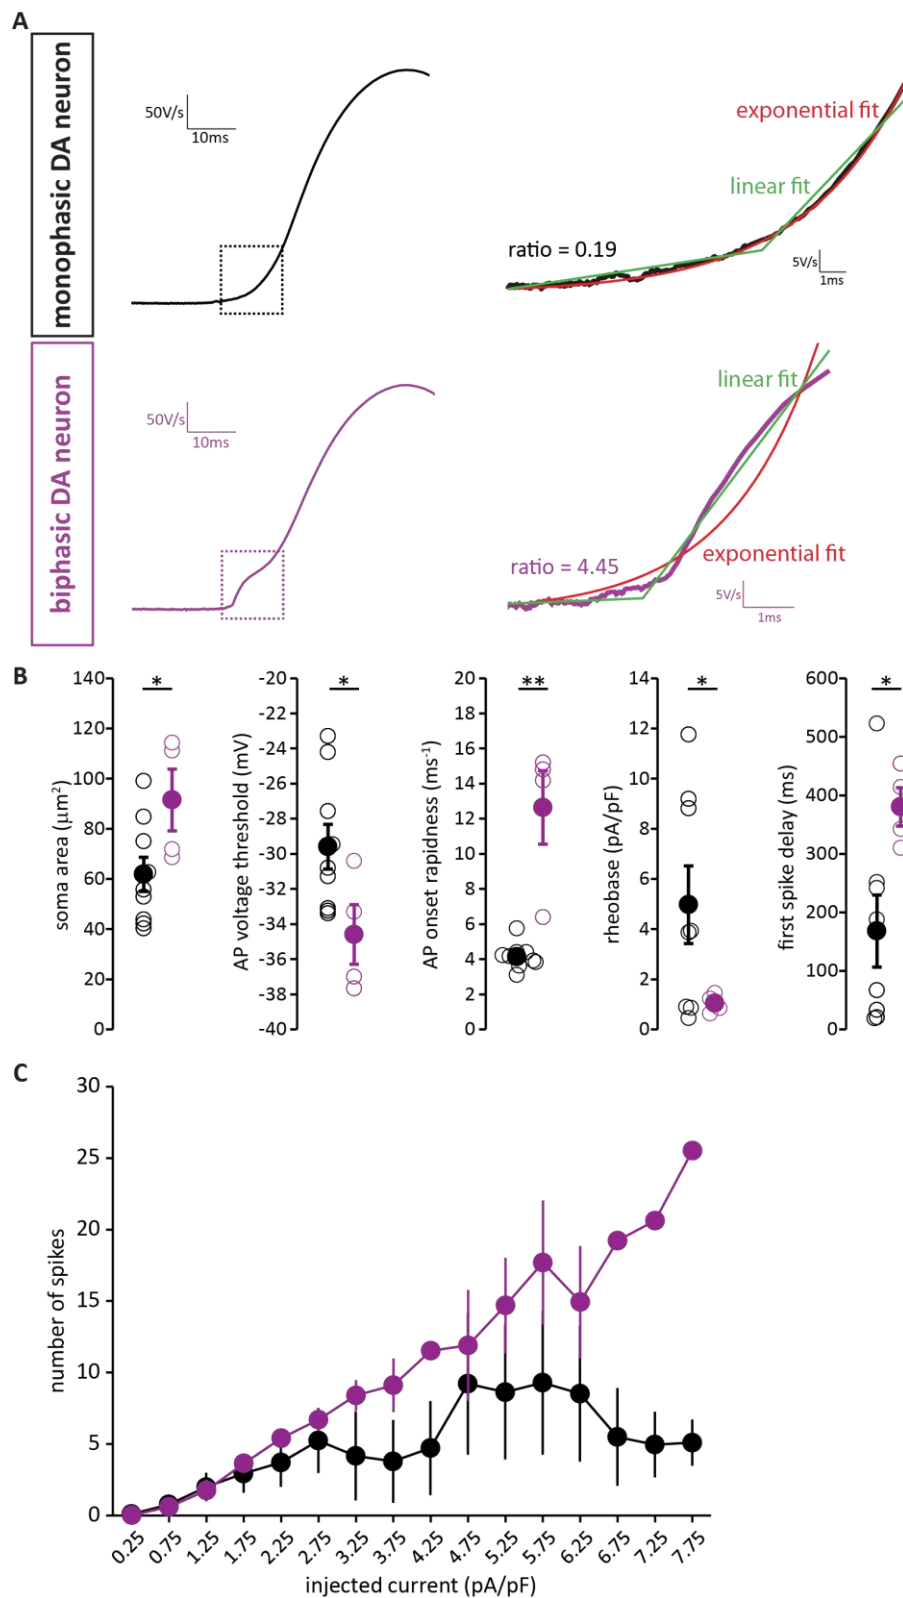 A
monophasic DA neuron
50V/s
10ms
exponential fit
linear fit
ratio = 0.19
5V/s
1ms
biphasic DA neuron
50V/s
10ms
linear fit
exponential fit
ratio = 4.45
5V/s
1ms
B
soma area (μm²)
140
120
100
80
60
40
20
0
*
AP voltage threshold (mV)
-20
-22
-24
-26
-28
-30
-32
-34
-36
-38
-40
*
AP onset rapidness (ms⁻¹)
20
18
16
14
12
10
8
6
4
2
0
**
rheobase (pA/pF)
14
12
10
8
6
4
2
0
*
first spike delay (ms)
600
500
400
300
200
100
0
*
C
number of spikes
30
25
20
15
10
5
0
0.25 0.75 1.25 1.75 2.25 2.75 3.25 3.75 4.25 4.75 5.25 5.75 6.25 6.75 7.25 7.75
injected current (pA/pF)